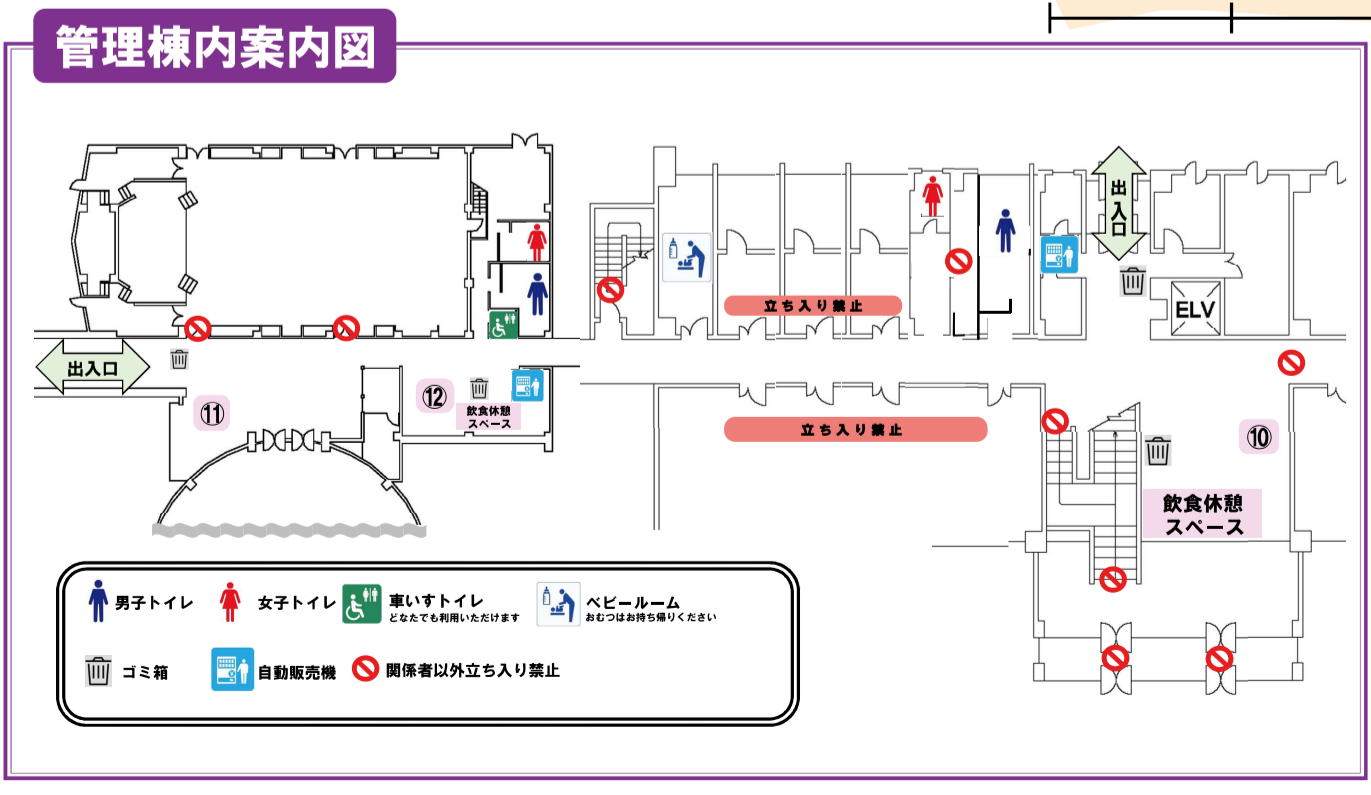 管理棟内案内図
出入口
立ち入り禁止
ELV
出入口
⑪
⑫
飲食休憩
スペース
立ち入り禁止
⑩
飲食休憩
スペース
男子トイレ
女子トイレ
車いすトイレ
どなたでも利用いただけます
ベビールーム
おむつはお持ち帰りください
ゴミ箱
自動販売機
関係者以外立ち入り禁止